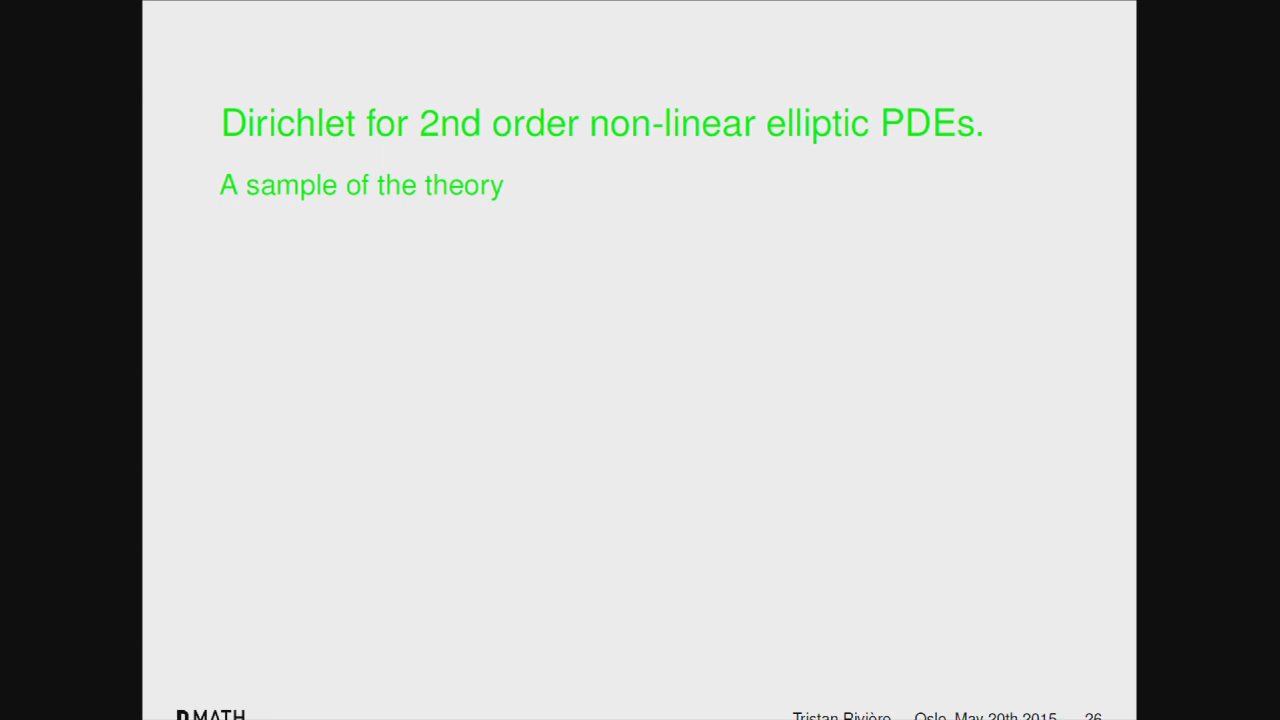 Dirichlet for 2nd order non-linear elliptic PDEs.
A sample of the theory
D MATH Tristan Rivière Oslo, May 20th 2015 26